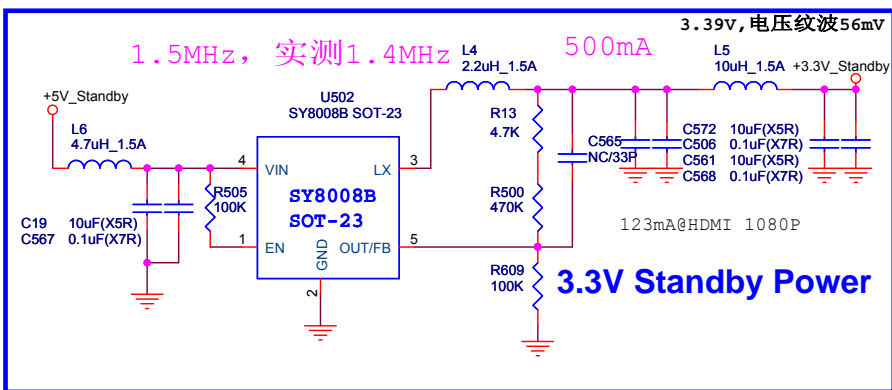 3.39V,电压纹波56mV
1.5MHz, 实测1.4MHz
500mA
L4
2.2uH_1.5A
L5
10uH_1.5A
+3.3V_Standby
+5V_Standby
U502
SY8008B SOT-23
L6
4.7uH_1.5A
R13
4.7K
C565
NC/33P
C572 10uF(X5R)
C506 0.1uF(X7R)
C561 10uF(X5R)
C568 0.1uF(X7R)
4
VIN
LX
3
R505
100K
SY8008B
SOT-23
R500
470K
C19 10uF(X5R)
C567 0.1uF(X7R)
123mA@HDMI 1080P
1
EN
GND
OUT/FB
5
2
R609
100K
3.3V Standby Power